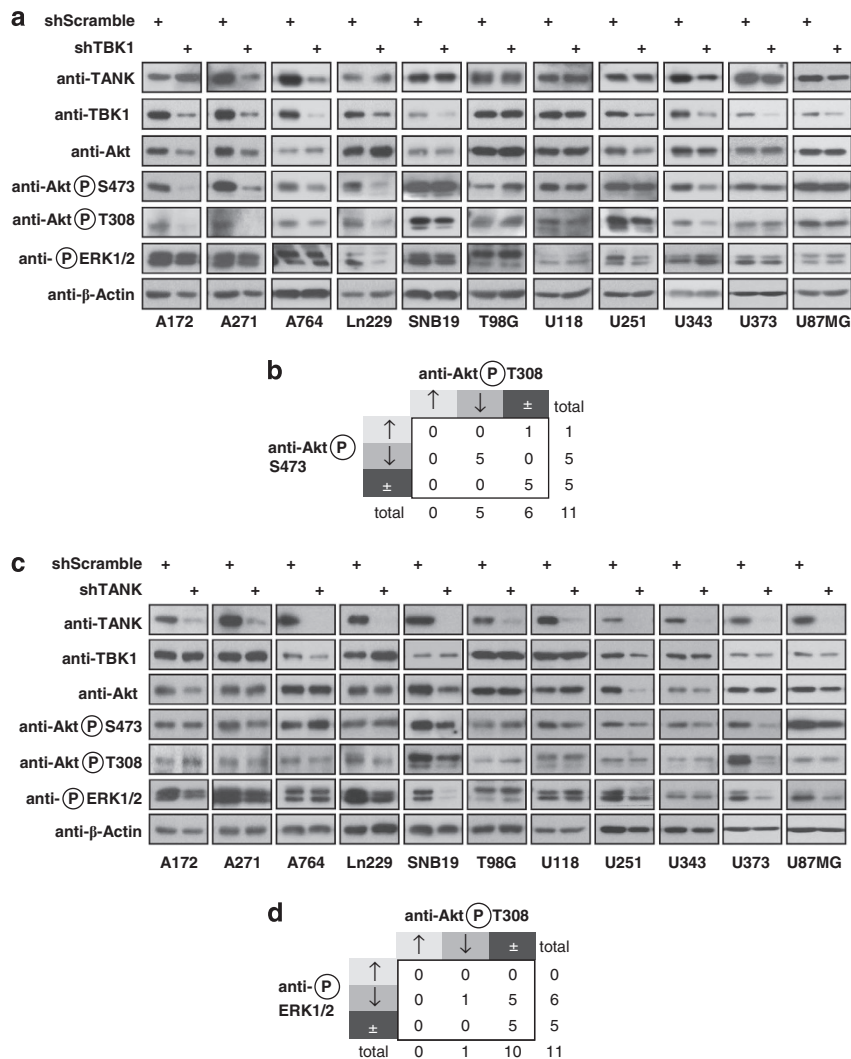 a
shScramble + + + + + + + + + + +
shTBK1 + + + + + + + + + + +
anti-TANK
anti-TBK1
anti-Akt
anti-Akt Ⓟ S473
anti-Akt Ⓟ T308
anti- Ⓟ ERK1/2
anti-β-Actin
A172 A271 A764 Ln229 SNB19 T98G U118 U251 U343 U373 U87MG
b
anti-Akt Ⓟ T308
↑ ↓ ± total
anti-Akt Ⓟ S473
↑ 0 0 1 1
↓ 0 5 0 5
± 0 0 5 5
total 0 5 6 11
c
shScramble + + + + + + + + + + +
shTANK + + + + + + + + + + +
anti-TANK
anti-TBK1
anti-Akt
anti-Akt Ⓟ S473
anti-Akt Ⓟ T308
anti- Ⓟ ERK1/2
anti-β-Actin
A172 A271 A764 Ln229 SNB19 T98G U118 U251 U343 U373 U87MG
d
anti-Akt Ⓟ T308
↑ ↓ ± total
anti- Ⓟ ERK1/2
↑ 0 0 0 0
↓ 0 1 5 6
± 0 0 5 5
total 0 1 10 11